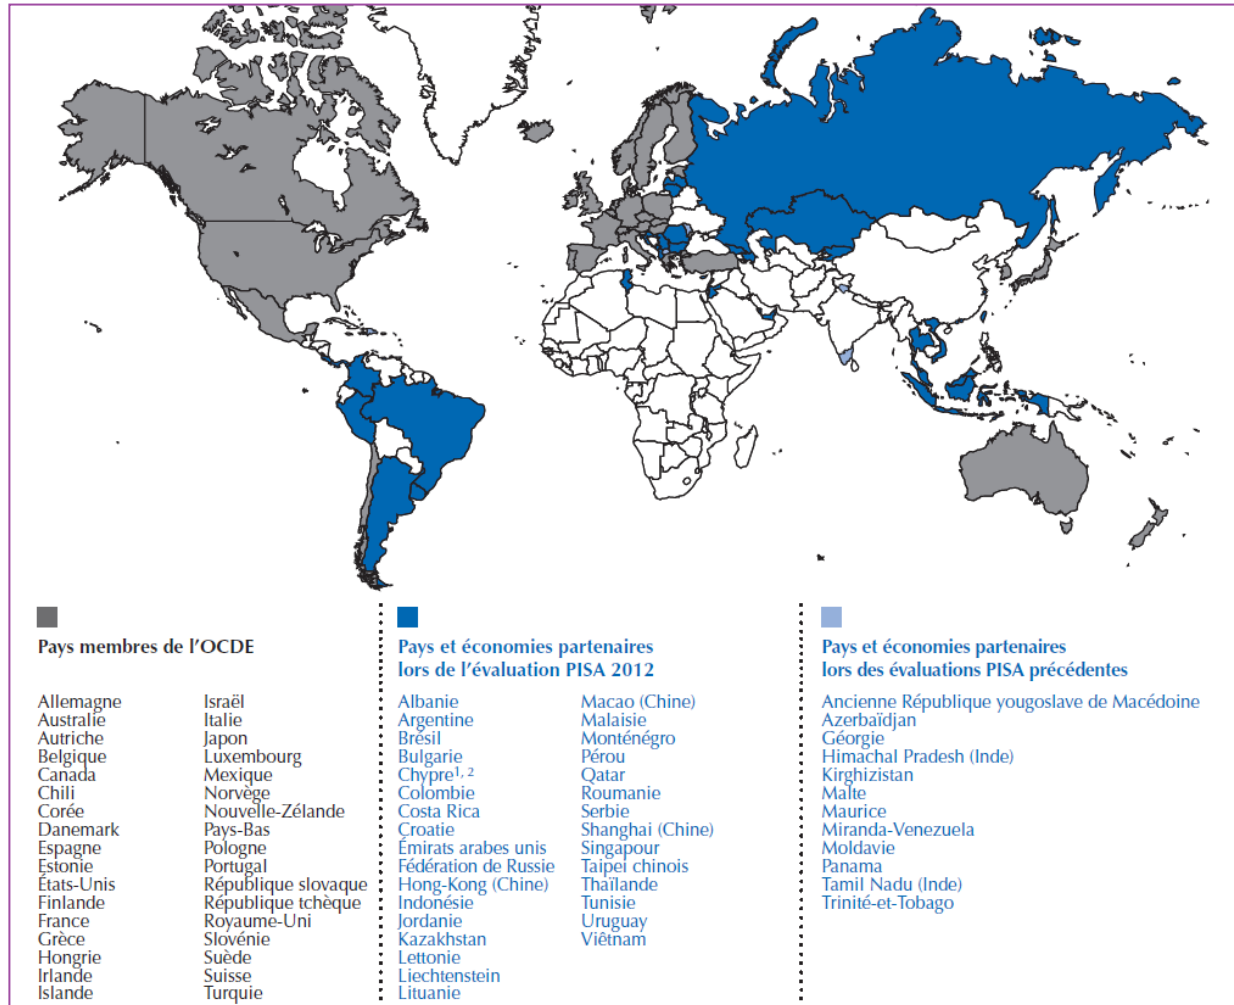 Pays membres de l'OCDE
Allemagne
Australie
Autriche
Belgique
Canada
Chili
Corée
Danemark
Espagne
Estonie
États-Unis
Finlande
France
Grèce
Hongrie
Irlande
Islande
Israël
Italie
Japon
Luxembourg
Mexique
Norvège
Nouvelle-Zélande
Pays-Bas
Pologne
Portugal
République slovaque
République tchèque
Royaume-Uni
Slovénie
Suède
Suisse
Turquie
Pays et économies partenaires
lors de l'évaluation PISA 2012
Albanie
Argentine
Brésil
Bulgarie
Chypre1, 2
Colombie
Costa Rica
Croatie
Émirats arabes unis
Fédération de Russie
Hong-Kong (Chine)
Indonésie
Jordanie
Kazakhstan
Lettonie
Liechtenstein
Lituanie
Macao (Chine)
Malaisie
Monténégro
Pérou
Qatar
Roumanie
Serbie
Shanghai (Chine)
Singapour
Taipei chinois
Thaïlande
Tunisie
Uruguay
Viêtnam
Pays et économies partenaires
lors des évaluations PISA précédentes
Ancienne République yougoslave de Macédoine
Azerbaïdjan
Géorgie
Himachal Pradesh (Inde)
Kirghizistan
Malte
Maurice
Miranda-Venezuela
Moldavie
Panama
Tamil Nadu (Inde)
Trinité-et-Tobago